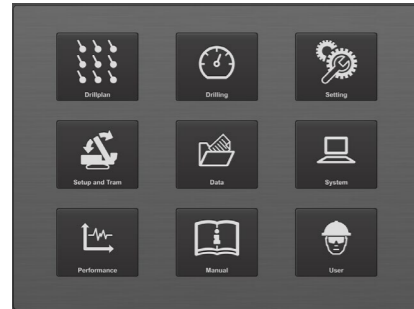 Drillplan
Drilling
Setting
Setup and Tram
Data
System
Performance
Manual
User